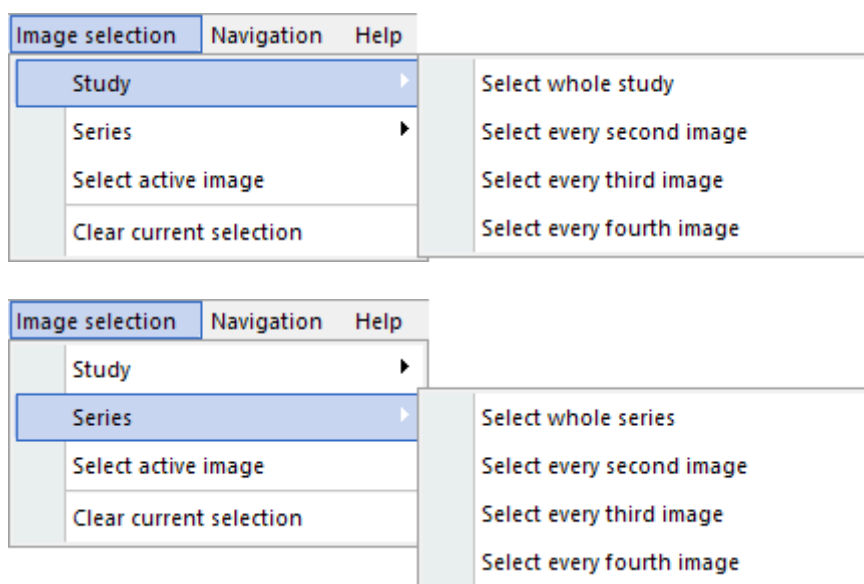 Image selection Navigation Help
Study Select whole study
Series Select every second image
Select active image Select every third image
Clear current selection Select every fourth image
Image selection Navigation Help
Study
Series Select whole series
Select active image Select every second image
Clear current selection Select every third image
Select every fourth image